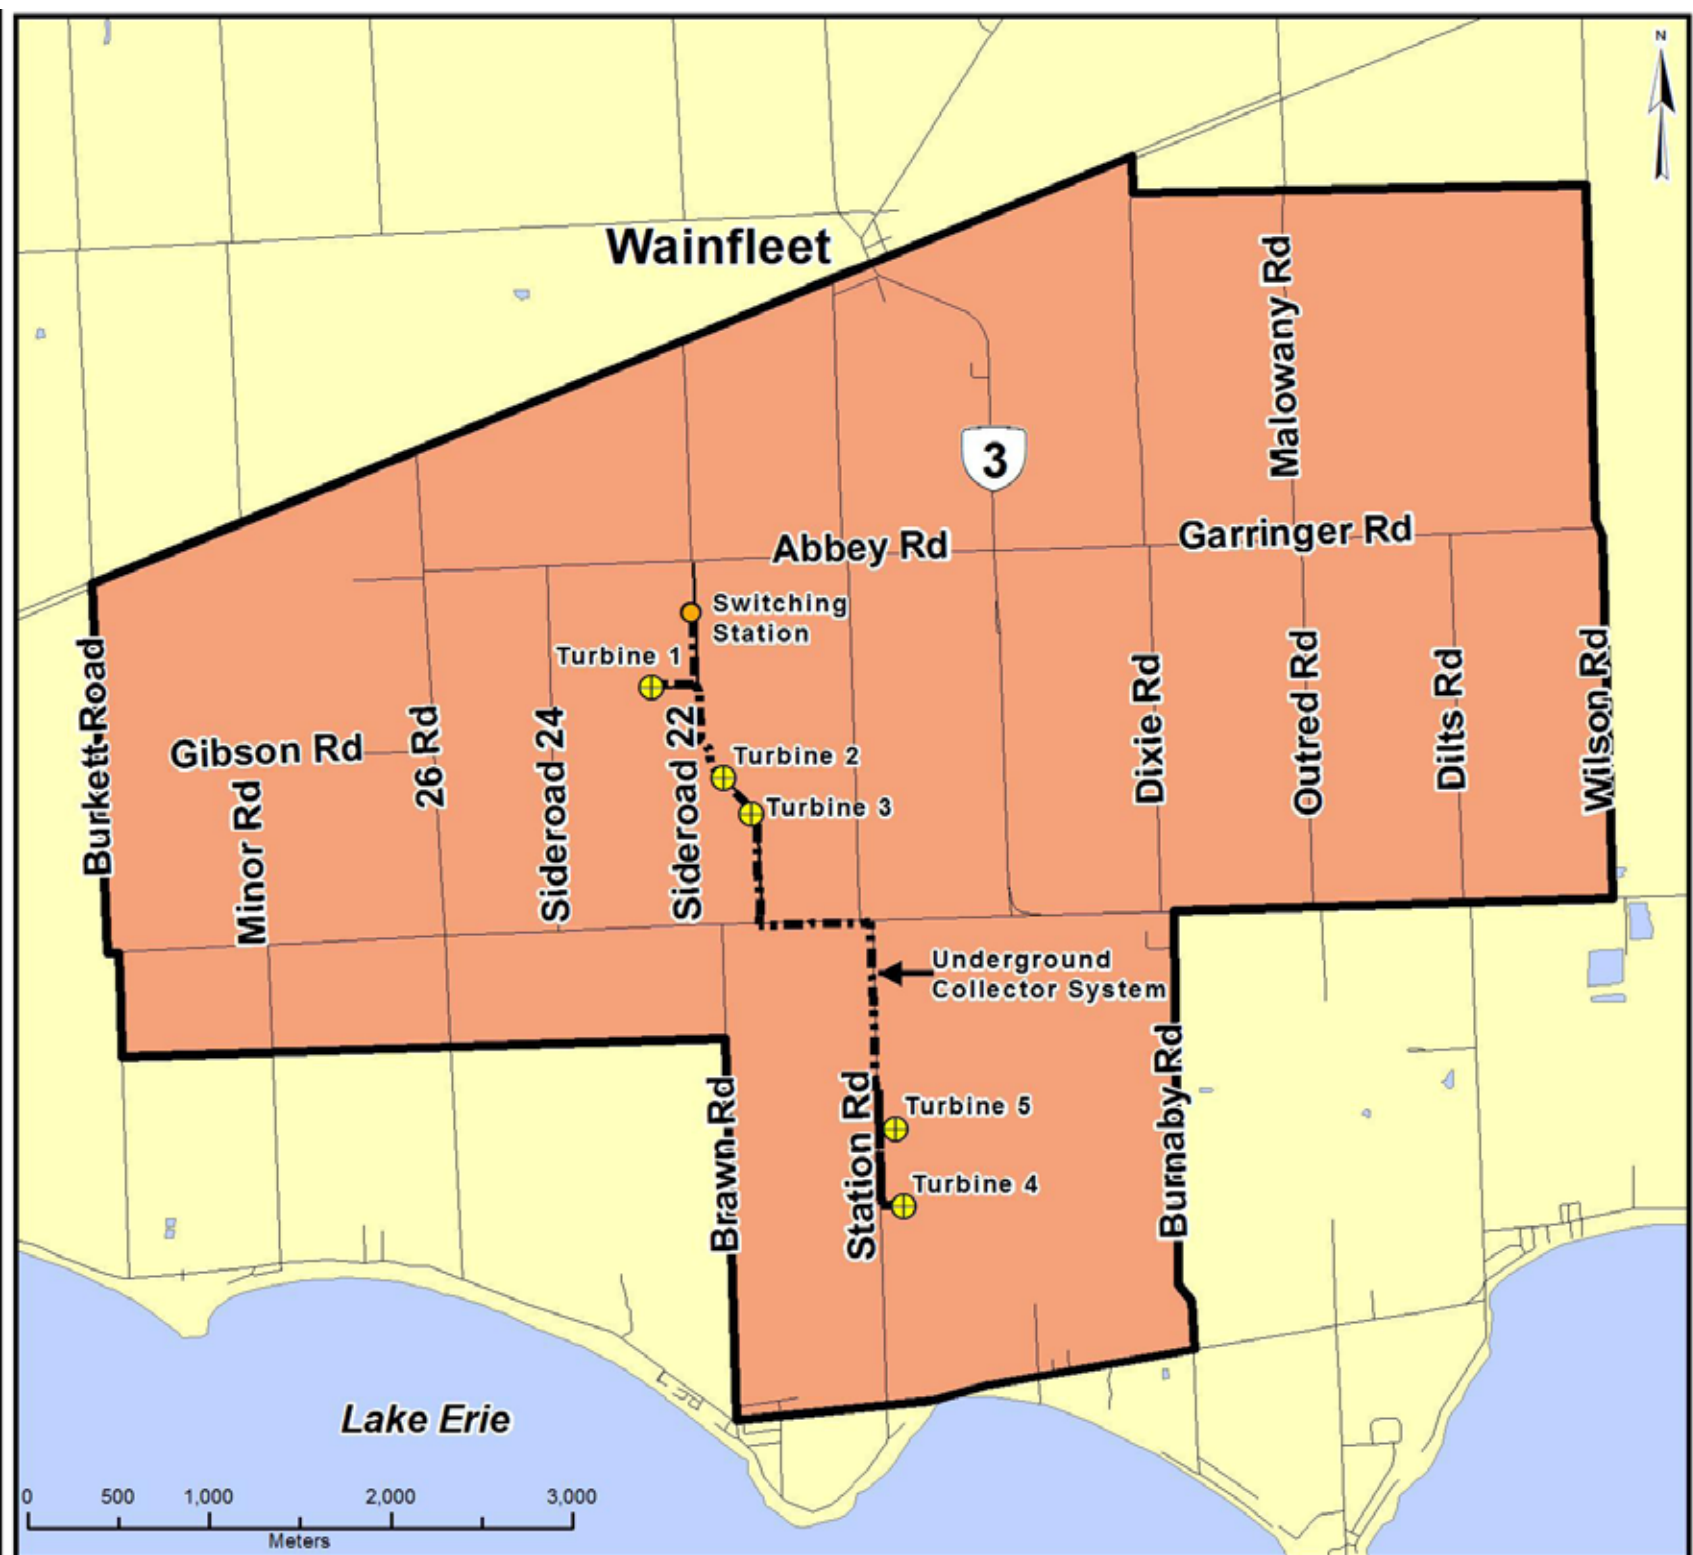 N
Wainfleet
Malowany Rd
3
Abbey Rd
Garringer Rd
Switching
Station
Turbine 1
Burkett Road
Gibson Rd
Minor Rd
26 Rd
Sideroad 24
Sideroad 22
Turbine 2
Turbine 3
Dixie Rd
Outred Rd
Dilts Rd
Wilson Rd
Underground
Collector System
Brawn Rd
Station Rd
Turbine 5
Turbine 4
Burnaby Rd
Lake Erie
0 500 1,000 2,000 3,000
Meters